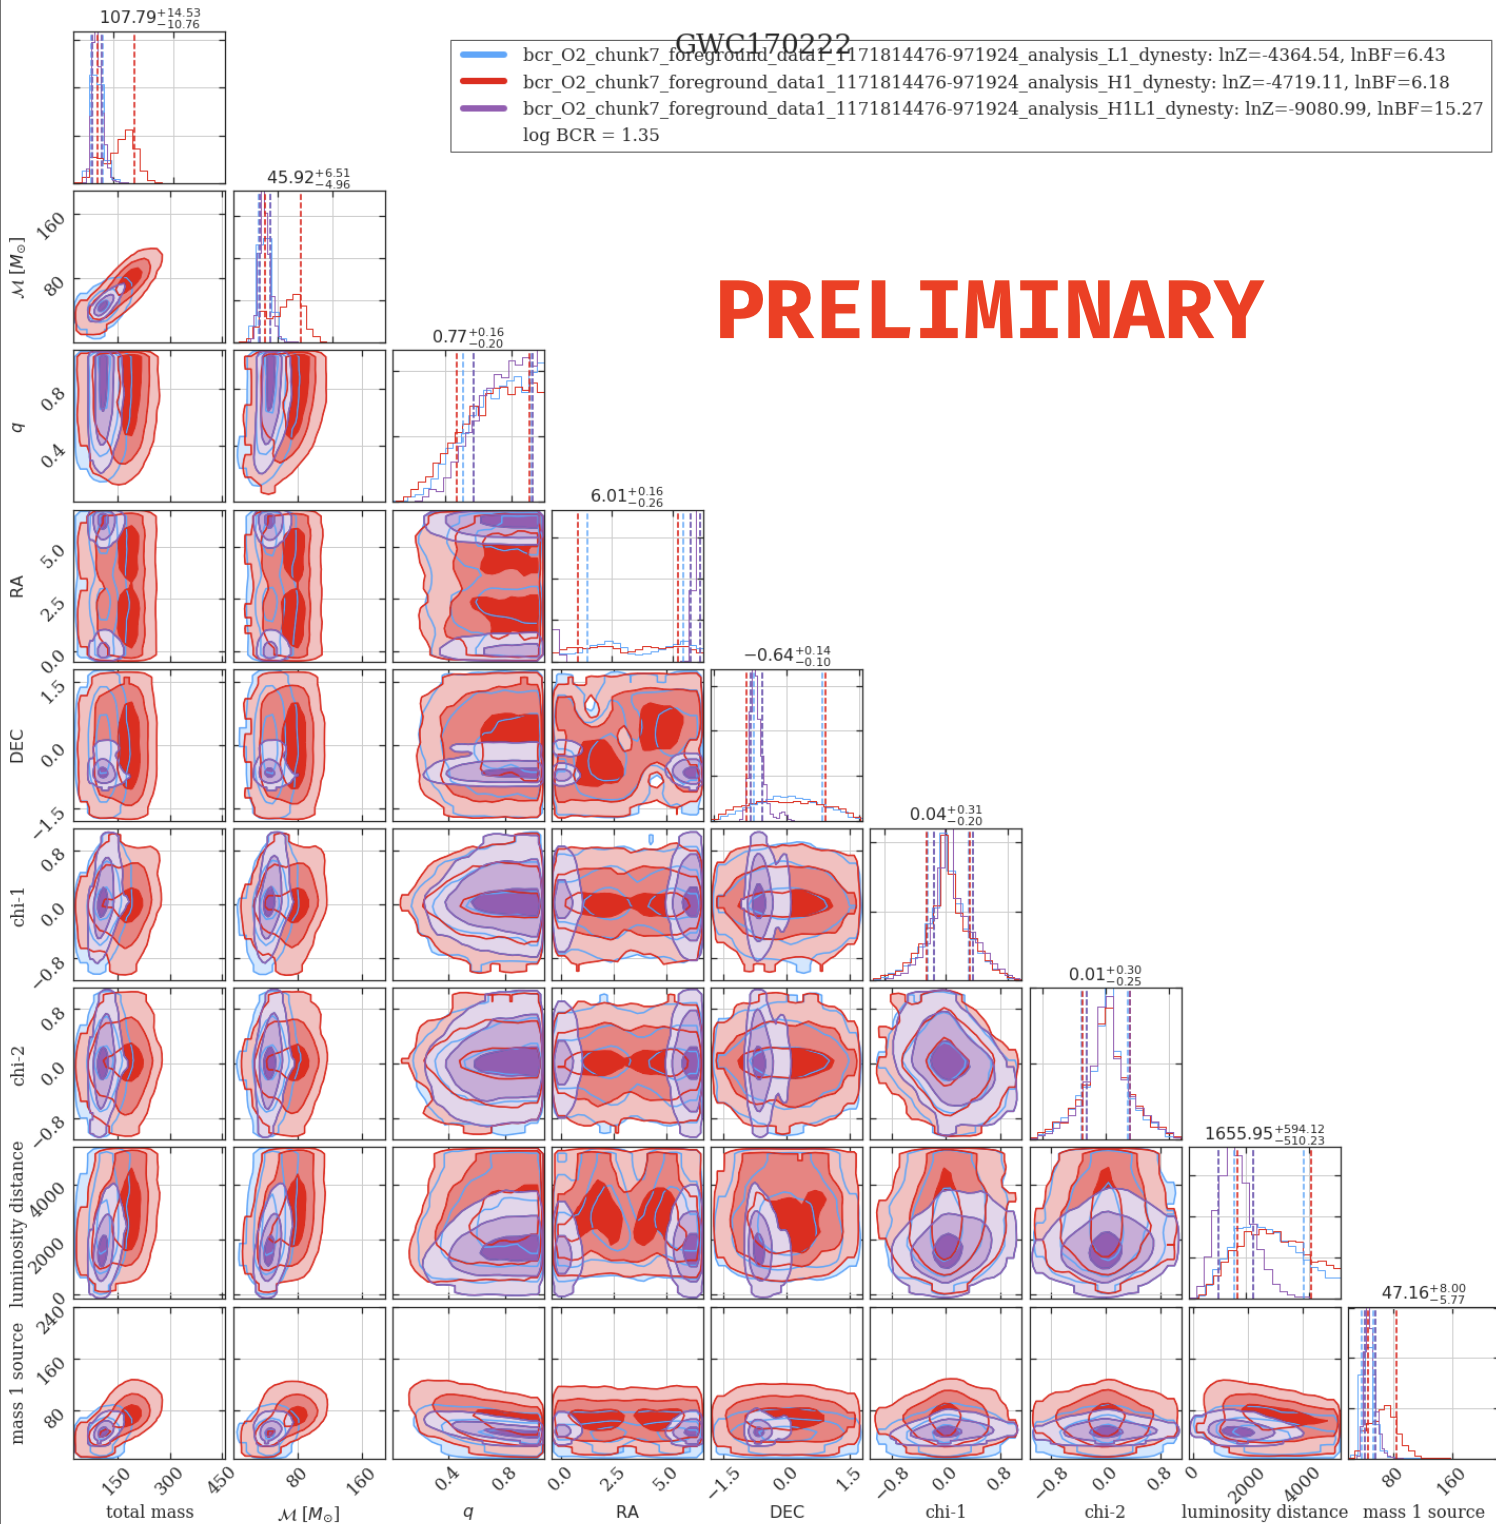 GWC170222
bcr_O2_chunk7_foreground_data1_1171814476-971924_analysis_L1_dynesty: lnZ=-4364.54, lnBF=6.43
bcr_O2_chunk7_foreground_data1_1171814476-971924_analysis_H1_dynesty: lnZ=-4719.11, lnBF=6.18
bcr_O2_chunk7_foreground_data1_1171814476-971924_analysis_H1L1_dynesty: lnZ=-9080.99, lnBF=15.27
log BCR = 1.35
PRELIMINARY
107.79+14.53−10.76
45.92+6.51−4.96
0.77+0.16−0.20
6.01+0.16−0.26
−0.64+0.14−0.10
0.04+0.31−0.20
0.01+0.30−0.25
1655.95+594.12−510.23
47.16+8.00−5.77
ℳ [M⊙]
160
80
q
0.8
0.4
RA
5.0
2.5
0.0
DEC
1.5
0.0
−1.5
chi-1
0.8
0.0
−0.8
chi-2
0.8
0.0
−0.8
luminosity distance
4000
2000
0
mass 1 source
240
160
80
150 300 450
total mass
80 160
ℳ [M⊙]
0.4 0.8
q
0.0 2.5 5.0
RA
−1.5 0.0 1.5
DEC
−0.8 0.0 0.8
chi-1
−0.8 0.0 0.8
chi-2
0 2000 4000
luminosity distance
80 160
mass 1 source